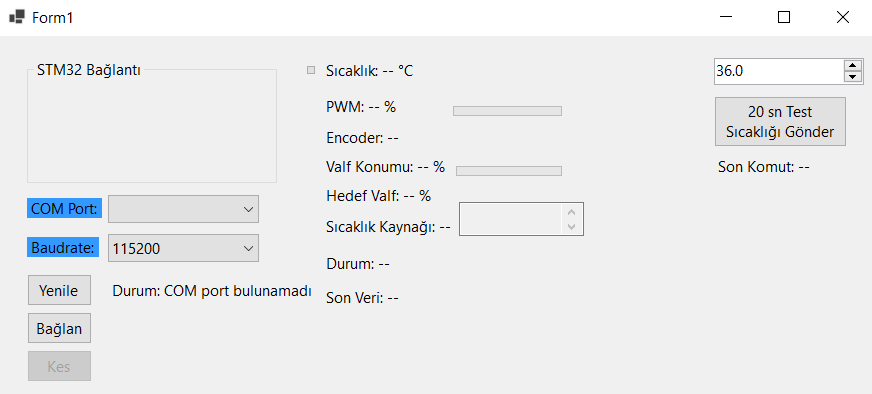 Form1
STM32 Bağlantı
COM Port:
Baudrate: 115200
Yenile
Durum: COM port bulunamadı
Bağlan
Kes
Sıcaklık: -- °C
PWM: -- %
Encoder: --
Valf Konumu: -- %
Hedef Valf: -- %
Sıcaklık Kaynağı: --
Durum: --
Son Veri: --
36.0
20 sn Test
Sıcaklığı Gönder
Son Komut: --